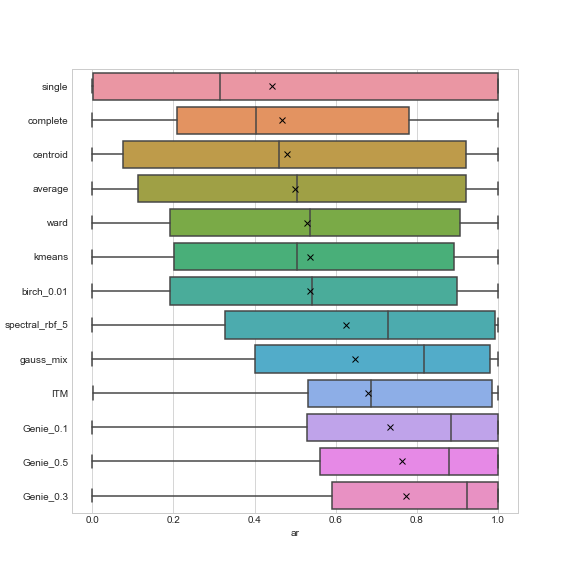 single
complete
centroid
average
ward
kmeans
birch_0.01
spectral_rbf_5
gauss_mix
ITM
Genie_0.1
Genie_0.5
Genie_0.3
0.0 0.2 0.4 0.6 0.8 1.0
ar